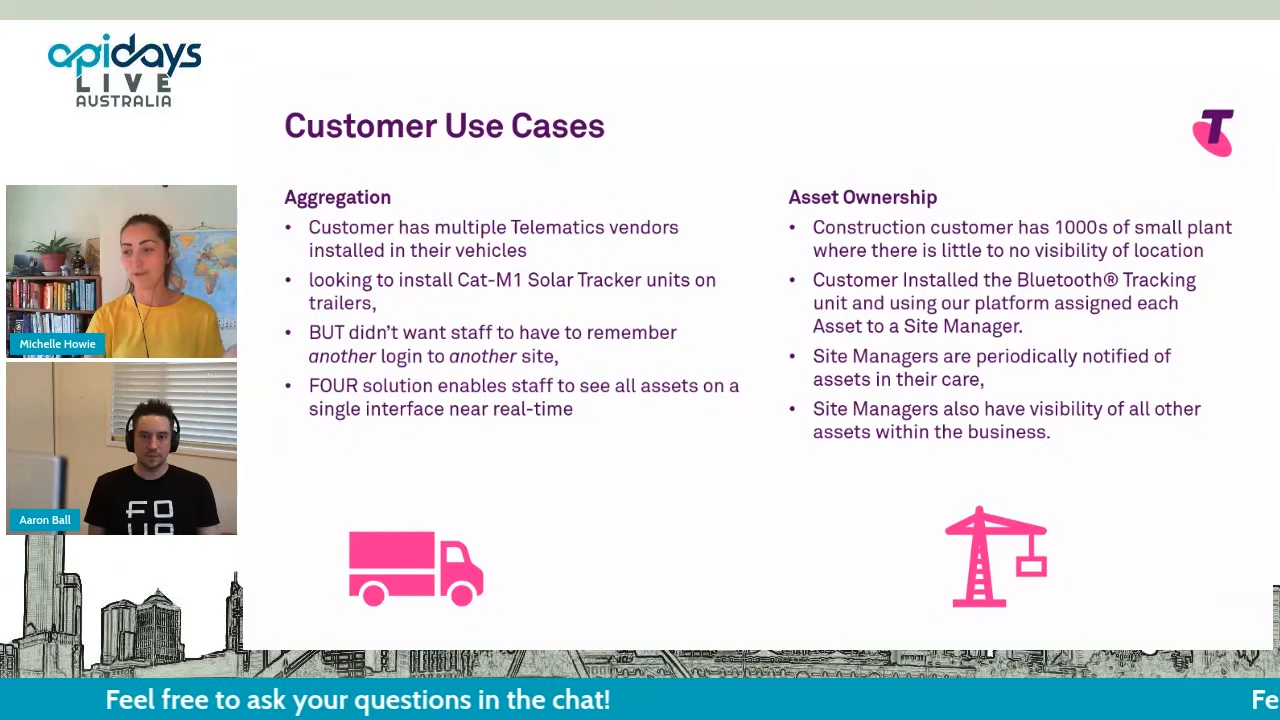 apidays
LIVE
AUSTRALIA
Customer Use Cases
T
Aggregation
• Customer has multiple Telematics vendors
installed in their vehicles
• looking to install Cat-M1 Solar Tracker units on
trailers,
• BUT didn't want staff to have to remember
another login to another site,
• FOUR solution enables staff to see all assets on a
single interface near real-time
Asset Ownership
• Construction customer has 1000s of small plant
where there is little to no visibility of location
• Customer Installed the Bluetooth® Tracking
unit and using our platform assigned each
Asset to a Site Manager.
• Site Managers are periodically notified of
assets in their care,
• Site Managers also have visibility of all other
assets within the business.
Michelle Howie
FO
UR
Aaron Ball
Feel free to ask your questions in the chat!
Fe